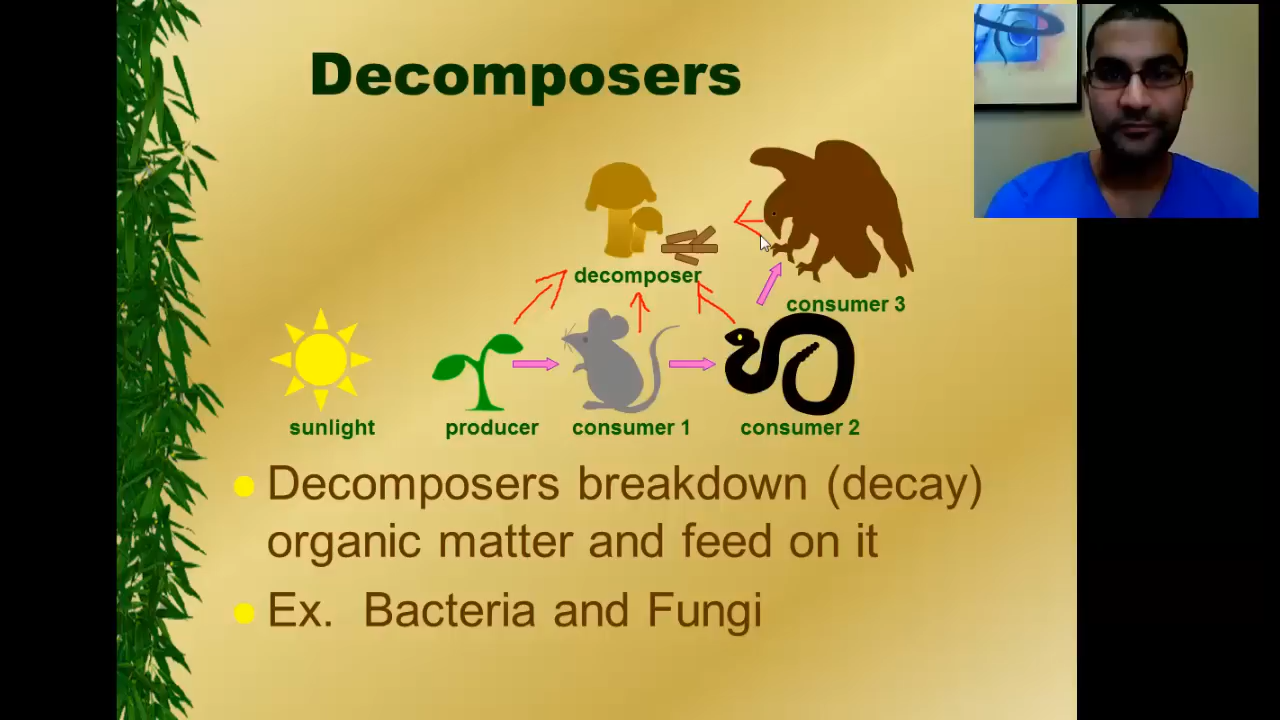 Decomposers
decomposer
consumer 3
sunlight
producer
consumer 1
consumer 2
Decomposers breakdown (decay)
organic matter and feed on it
Ex. Bacteria and Fungi